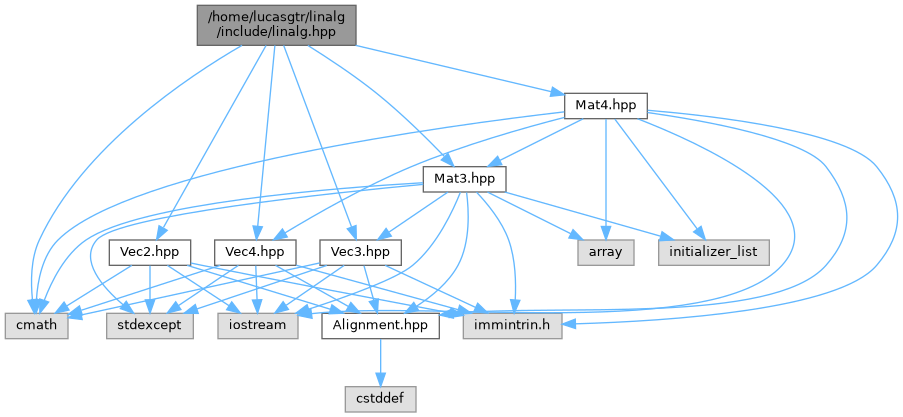 /home/lucasgtr/linalg
/include/linalg.hpp
Mat4.hpp
Mat3.hpp
Vec2.hpp
Vec4.hpp
Vec3.hpp
array
initializer_list
cmath
stdexcept
iostream
Alignment.hpp
immintrin.h
cstddef